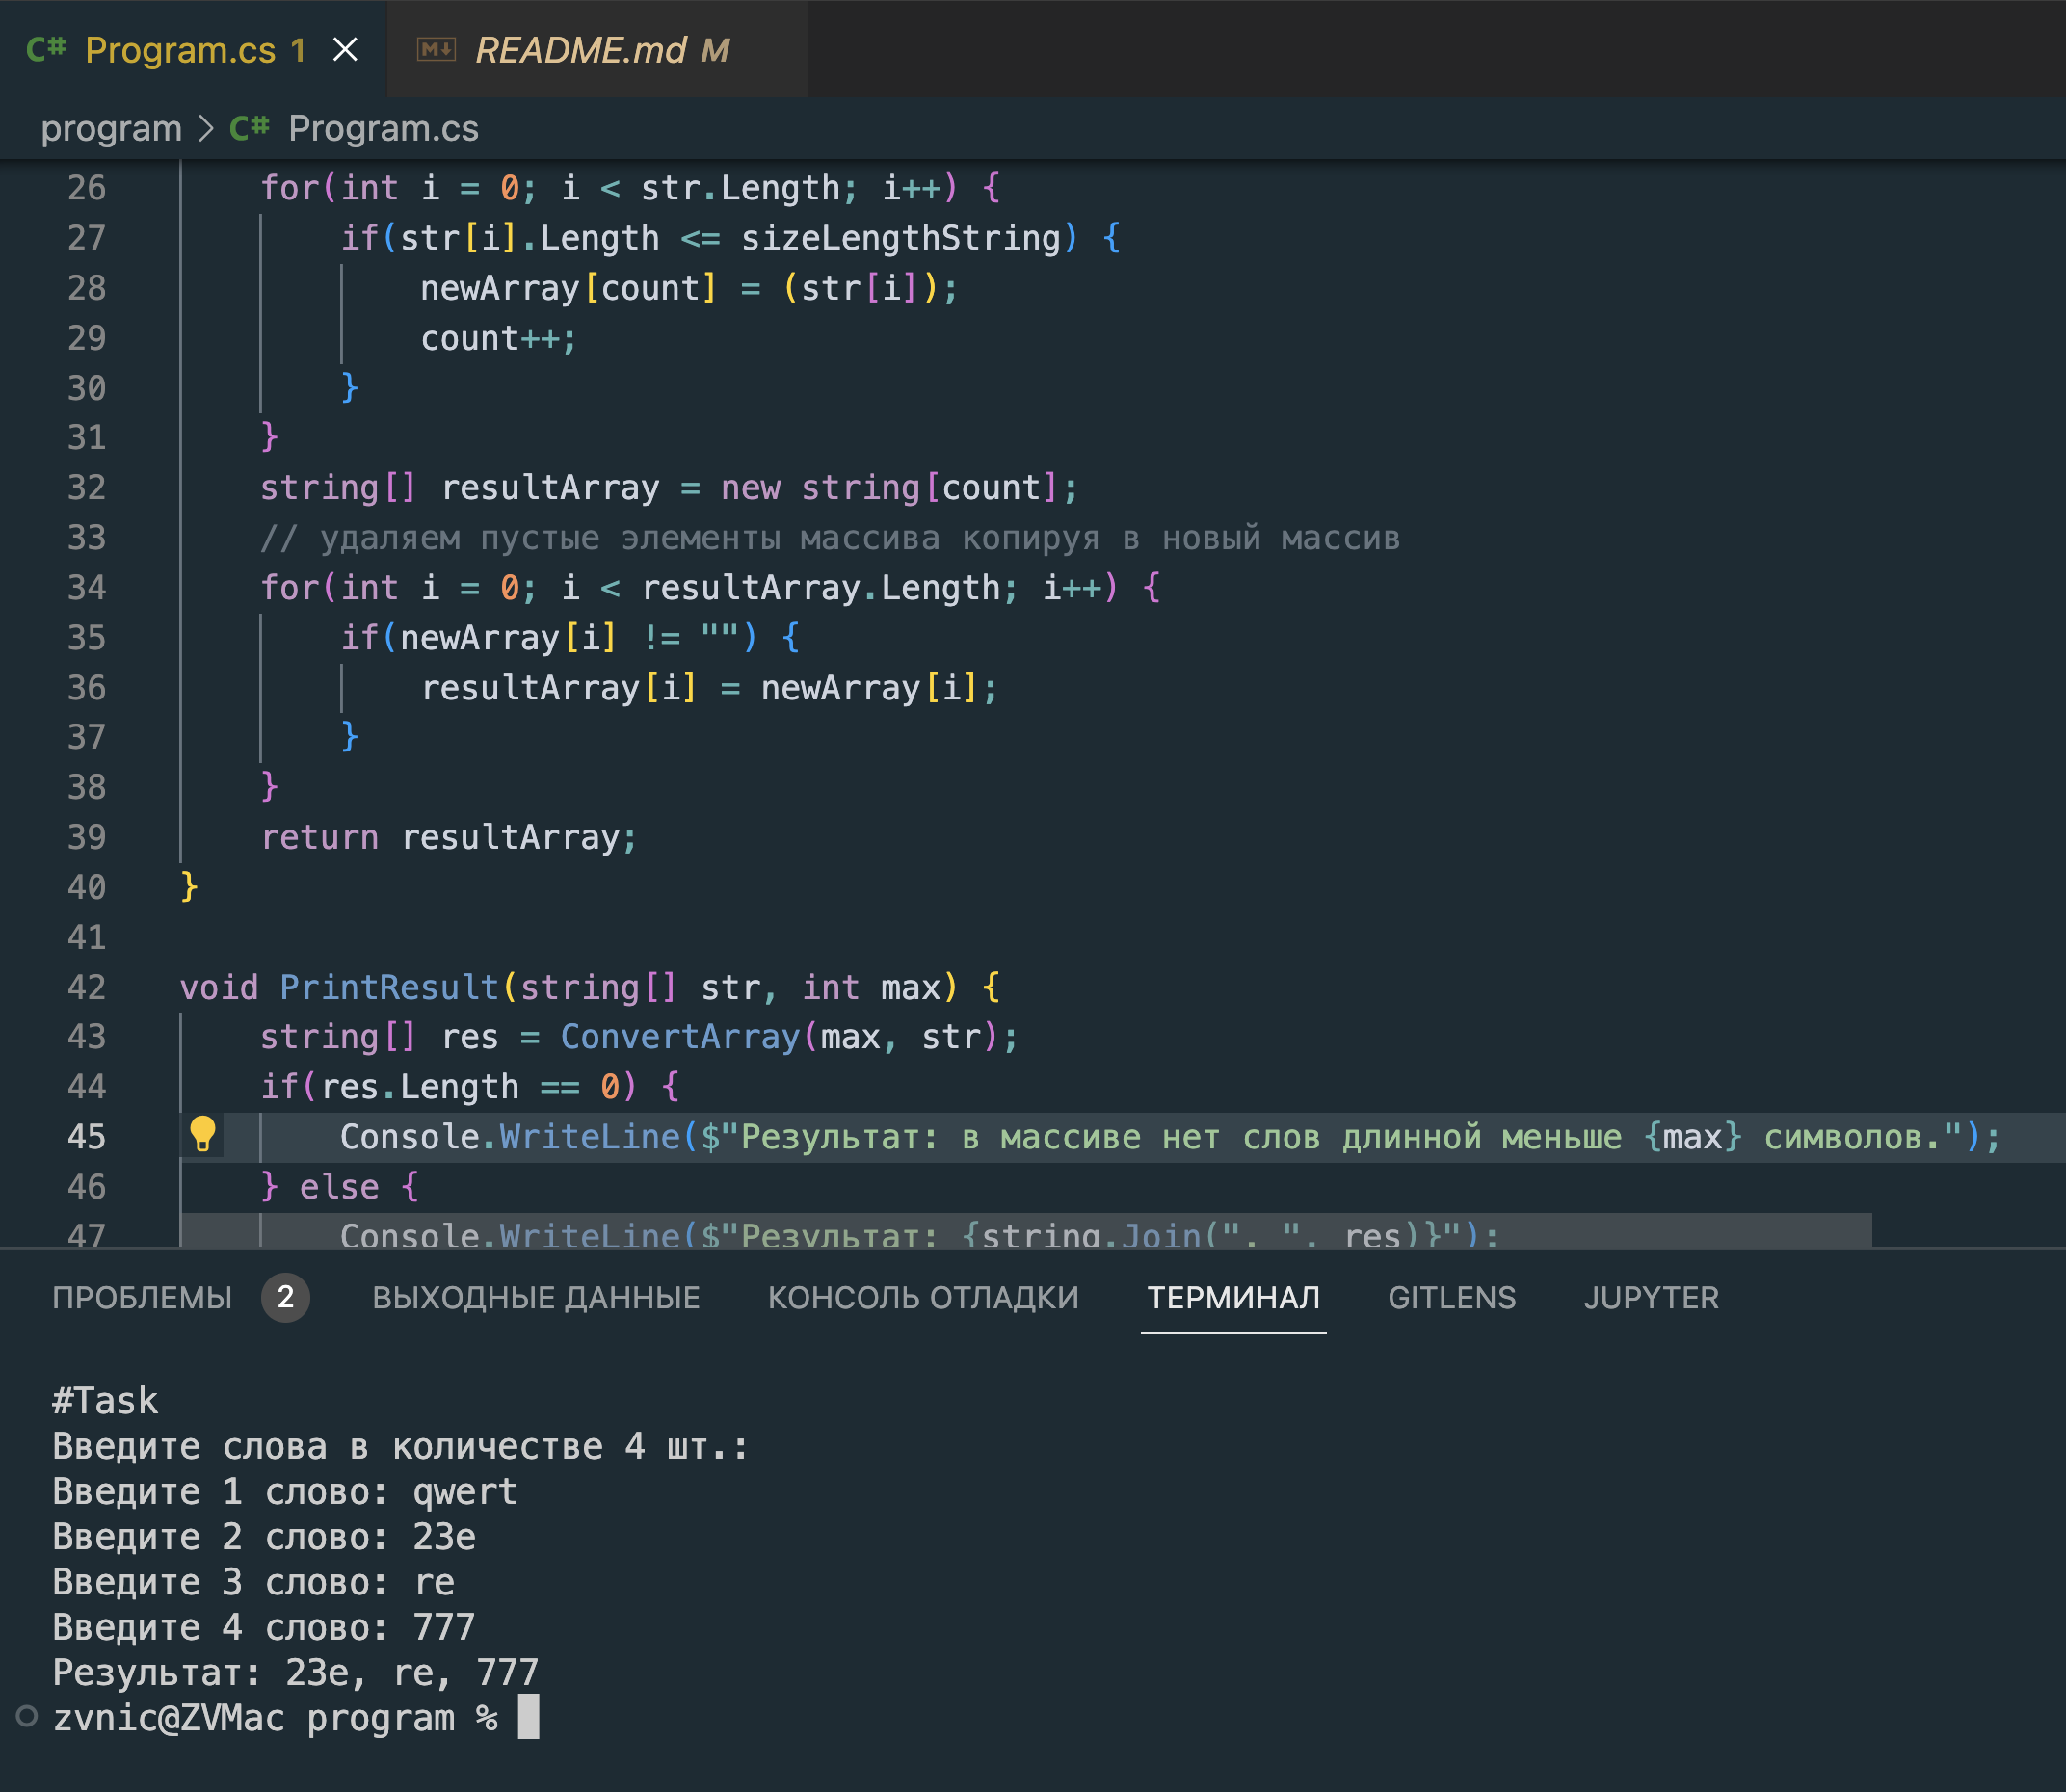 C# Program.cs 1 README.md M
program > C# Program.cs
26 for(int i = 0; i < str.Length; i++) {
27 if(str[i].Length <= sizeLengthString) {
28 newArray[count] = (str[i]);
29 count++;
30 }
31 }
32 string[] resultArray = new string[count];
33 // удаляем пустые элементы массива копируя в новый массив
34 for(int i = 0; i < resultArray.Length; i++) {
35 if(newArray[i] != "") {
36 resultArray[i] = newArray[i];
37 }
38 }
39 return resultArray;
40 }
41
42 void PrintResult(string[] str, int max) {
43 string[] res = ConvertArray(max, str);
44 if(res.Length == 0) {
45 Console.WriteLine($"Результат: в массиве нет слов длинной меньше {max} символов.");
46 } else {
47 Console.WriteLine($"Результат: {string.Join(", ", res)}");
ПРОБЛЕМЫ 2 ВЫХОДНЫЕ ДАННЫЕ КОНСОЛЬ ОТЛАДКИ ТЕРМИНАЛ GITLENS JUPYTER
#Task
Введите слова в количестве 4 шт.:
Введите 1 слово: qwert
Введите 2 слово: 23e
Введите 3 слово: re
Введите 4 слово: 777
Результат: 23e, re, 777
zvnic@ZVMac program %